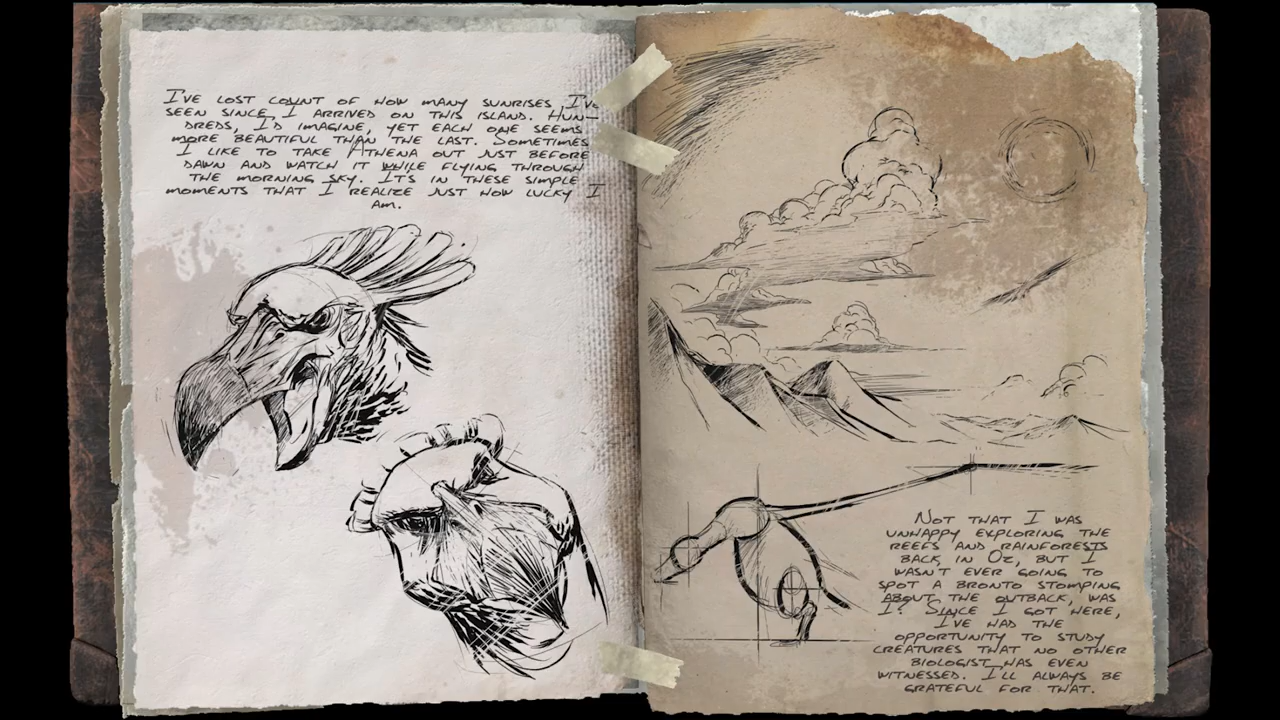 I've lost count of how many sunrises I've
seen since I arrived on this island. Hun-
dreds, I'd imagine, yet each one seems
more beautiful than the last. Sometimes
I like to take Athena out just before
dawn and watch it while flying through
the morning sky. It's in these simple
moments that I realize just how lucky I
am.
Not that I was
unhappy exploring the
reefs and rainforests
back in Oz, but I
wasn't ever going to
spot a bronto stomping
about the outback, was
I? Since I got here,
I've had the
opportunity to study
creatures that no other
biologist has even
witnessed. I'll always be
grateful for that.